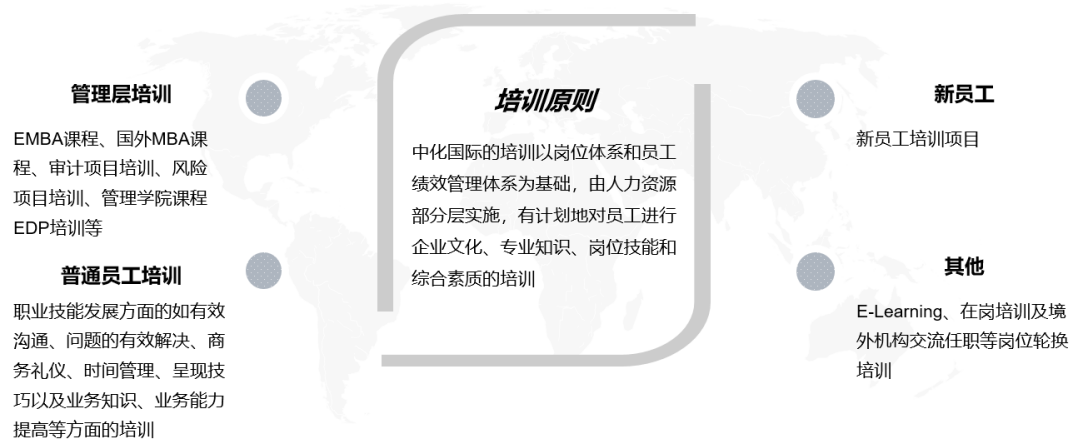 管理层培训
EMBA课程、国外MBA课
程、审计项目培训、风险
项目培训、管理学院课程
EDP培训等
普通员工培训
职业技能发展方面的如有效
沟通、问题的有效解决、商
务礼仪、时间管理、呈现技
巧以及业务知识、业务能力
提高等方面的培训
培训原则
中化国际的培训以岗位体系和员工
绩效管理体系为基础，由人力资源
部分层实施，有计划地对员工进行
企业文化、专业知识、岗位技能和
综合素质的培训
新员工
新员工培训项目
其他
E-Learning、在岗培训及境
外机构交流任职等岗位轮换
培训